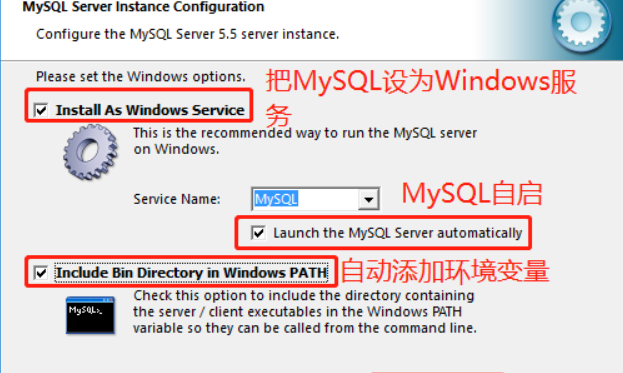 MySQL Server Instance Configuration
Configure the MySQL Server 5.5 server instance.
Please set the Windows options.
把MySQL设为Windows服
务
Install As Windows Service
This is the recommended way to run the MySQL server
on Windows.
Service Name:
MySQL
MySQL自启
Launch the MySQL Server automatically
Include Bin Directory in Windows PATH
自动添加环境变量
MySQL>_
Check this option to include the directory containing
the server / client executables in the Windows PATH
variable so they can be called from the command line.